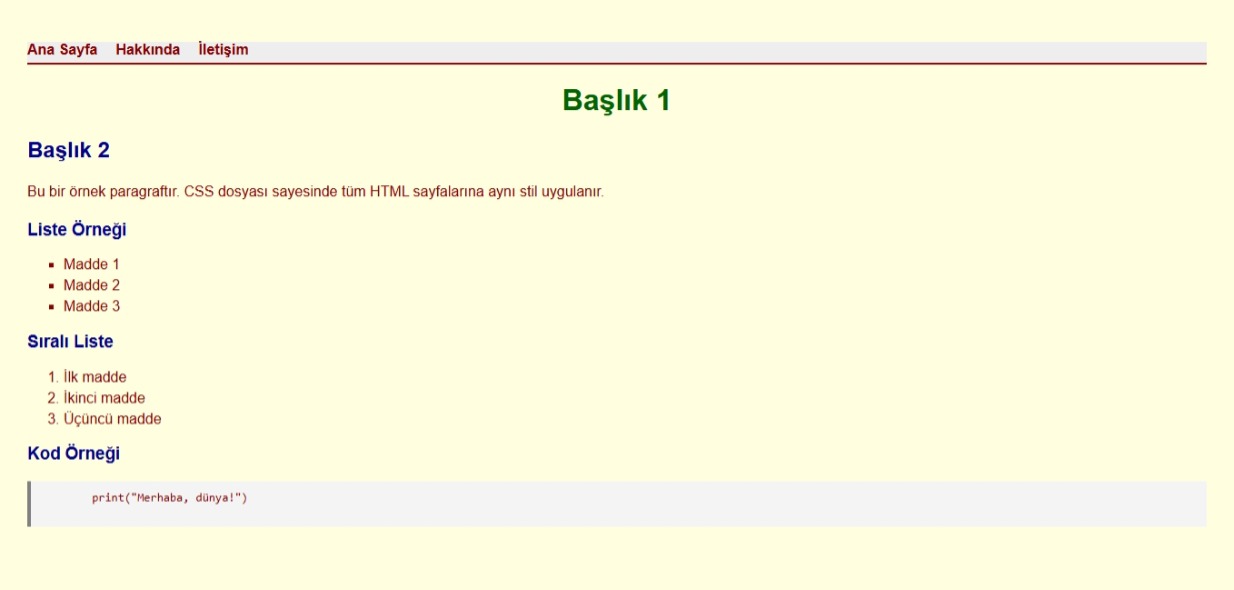 Ana Sayfa Hakkında İletişim
Başlık 1
Başlık 2
Bu bir örnek paragraftır. CSS dosyası sayesinde tüm HTML sayfalarına aynı stil uygulanır.
Liste Örneği
▪ Madde 1
▪ Madde 2
▪ Madde 3
Sıralı Liste
1. İlk madde
2. İkinci madde
3. Üçüncü madde
Kod Örneği
print("Merhaba, dünya!")